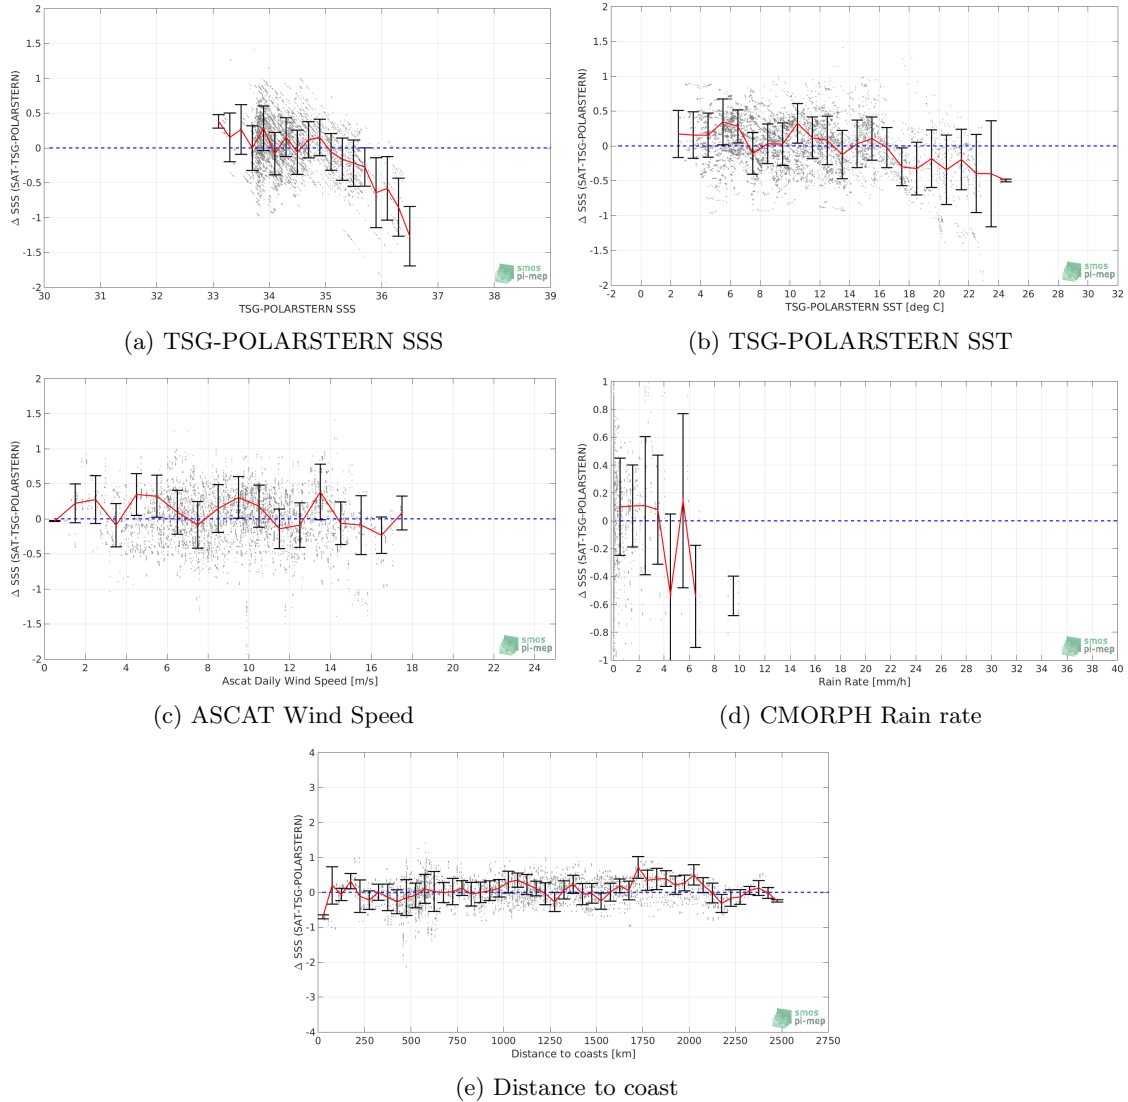 2
1.5
1
0.5
0
-0.5
-1
-1.5
-2
Δ SSS (SAT-TSG-POLARSTERN)
30 31 32 33 34 35 36 37 38 39
TSG-POLARSTERN SSS
smos
pi-mep
(a) TSG-POLARSTERN SSS
2
1.5
1
0.5
0
-0.5
-1
-1.5
-2
Δ SSS (SAT-TSG-POLARSTERN)
-2 0 2 4 6 8 10 12 14 16 18 20 22 24 26 28 30 32
TSG-POLARSTERN SST [deg C]
smos
pi-mep
(b) TSG-POLARSTERN SST
2
1.5
1
0.5
0
-0.5
-1
-1.5
-2
Δ SSS (SAT-TSG-POLARSTERN)
0 2 4 6 8 10 12 14 16 18 20 22 24
Ascat Daily Wind Speed [m/s]
smos
pi-mep
(c) ASCAT Wind Speed
1
0.8
0.6
0.4
0.2
0
-0.2
-0.4
-0.6
-0.8
-1
Δ SSS (SAT-TSG-POLARSTERN)
0 2 4 6 8 10 12 14 16 18 20 22 24 26 28 30 32 34 36 38 40
Rain Rate [mm/h]
smos
pi-mep
(d) CMORPH Rain rate
4
3
2
1
0
-1
-2
-3
-4
Δ SSS (SAT-TSG-POLARSTERN)
0 250 500 750 1000 1250 1500 1750 2000 2250 2500 2750
Distance to coasts [km]
smos
pi-mep
(e) Distance to coast